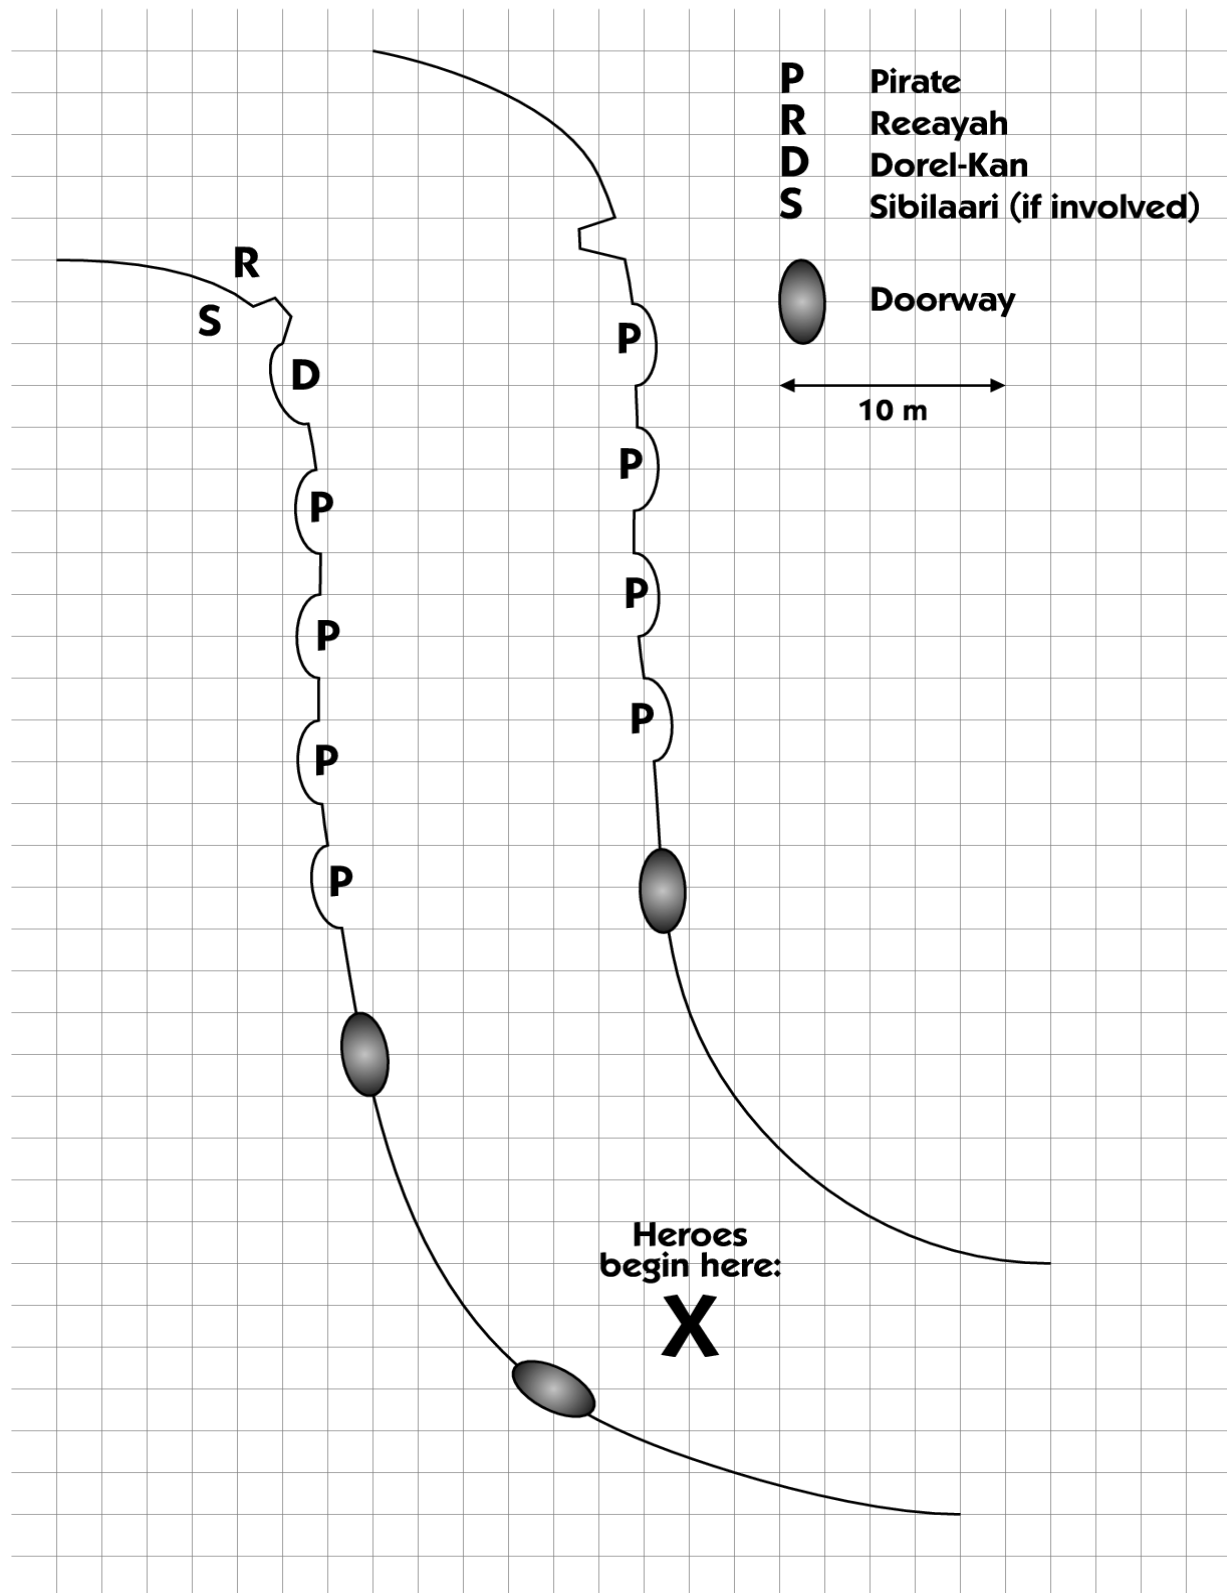 P Pirate
R Reeayah
D Dorel-Kan
S Sibilaari (if involved)
R
Doorway
S
P
D
10 m
P
P
P
P
P
P
P
Heroes
begin here:
X